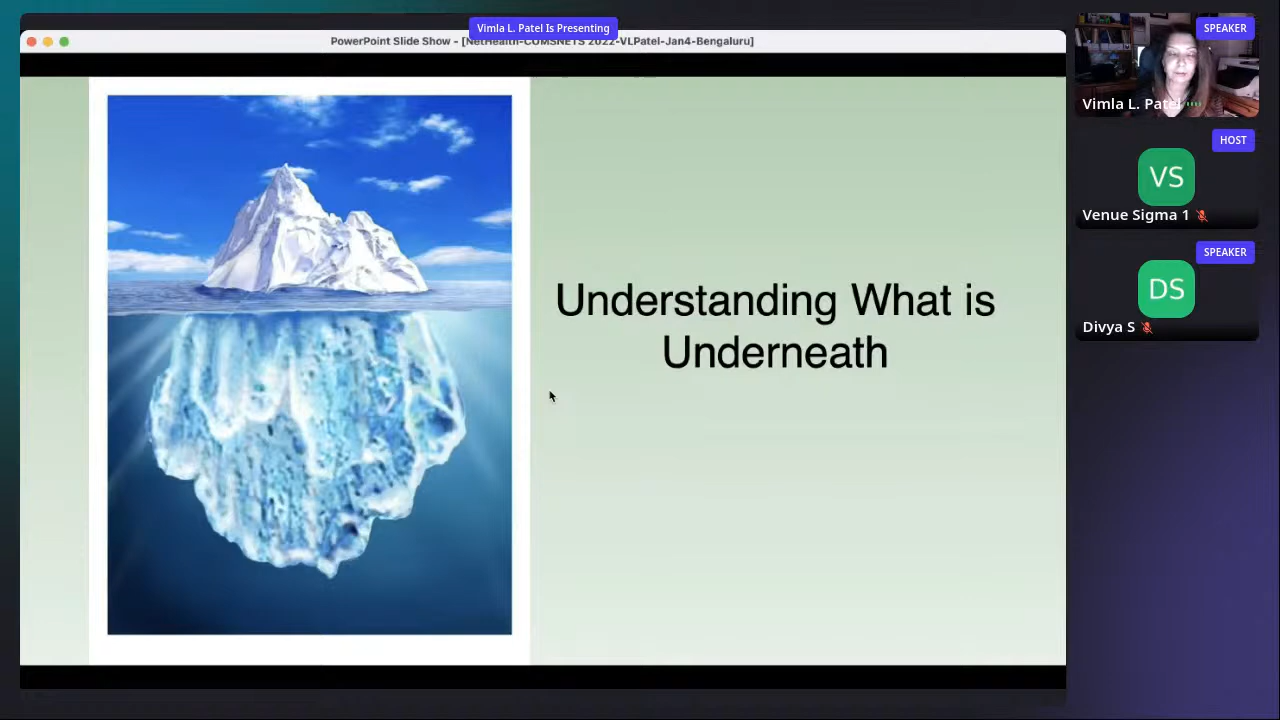 Vimla L. Patel Is Presenting
PowerPoint Slide Show - [NetHealth-COMSNETS 2022-VLPatel-Jan4-Bengaluru]
Understanding What is
Underneath
SPEAKER
Vimla L. Patel
HOST
VS
Venue Sigma 1
SPEAKER
DS
Divya S